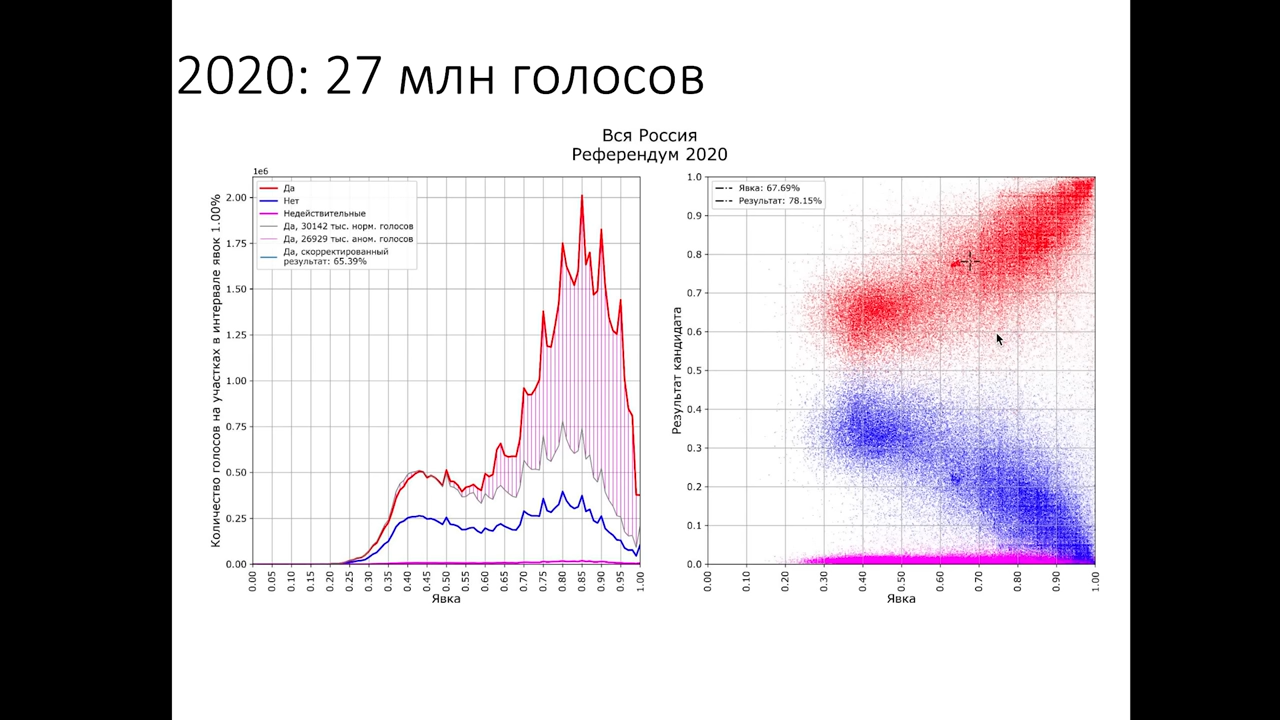 2020: 27 млн голосов
Вся Россия
Референдум 2020
1e6
Да
Нет
Недействительные
Да, 30142 тыс. норм. голосов
Да, 26929 тыс. аном. голосов
Да, скорректированный
результат: 65.39%
Количество голосов на участках в интервале явок 1.00%
2.00
1.75
1.50
1.25
1.00
0.75
0.50
0.25
0.00
0.00 0.05 0.10 0.15 0.20 0.25 0.30 0.35 0.40 0.45 0.50 0.55 0.60 0.65 0.70 0.75 0.80 0.85 0.90 0.95 1.00
Явка
Явка: 67.69%
Результат: 78.15%
Результат кандидата
1.0
0.9
0.8
0.7
0.6
0.5
0.4
0.3
0.2
0.1
0.0
0.00 0.10 0.20 0.30 0.40 0.50 0.60 0.70 0.80 0.90 1.00
Явка